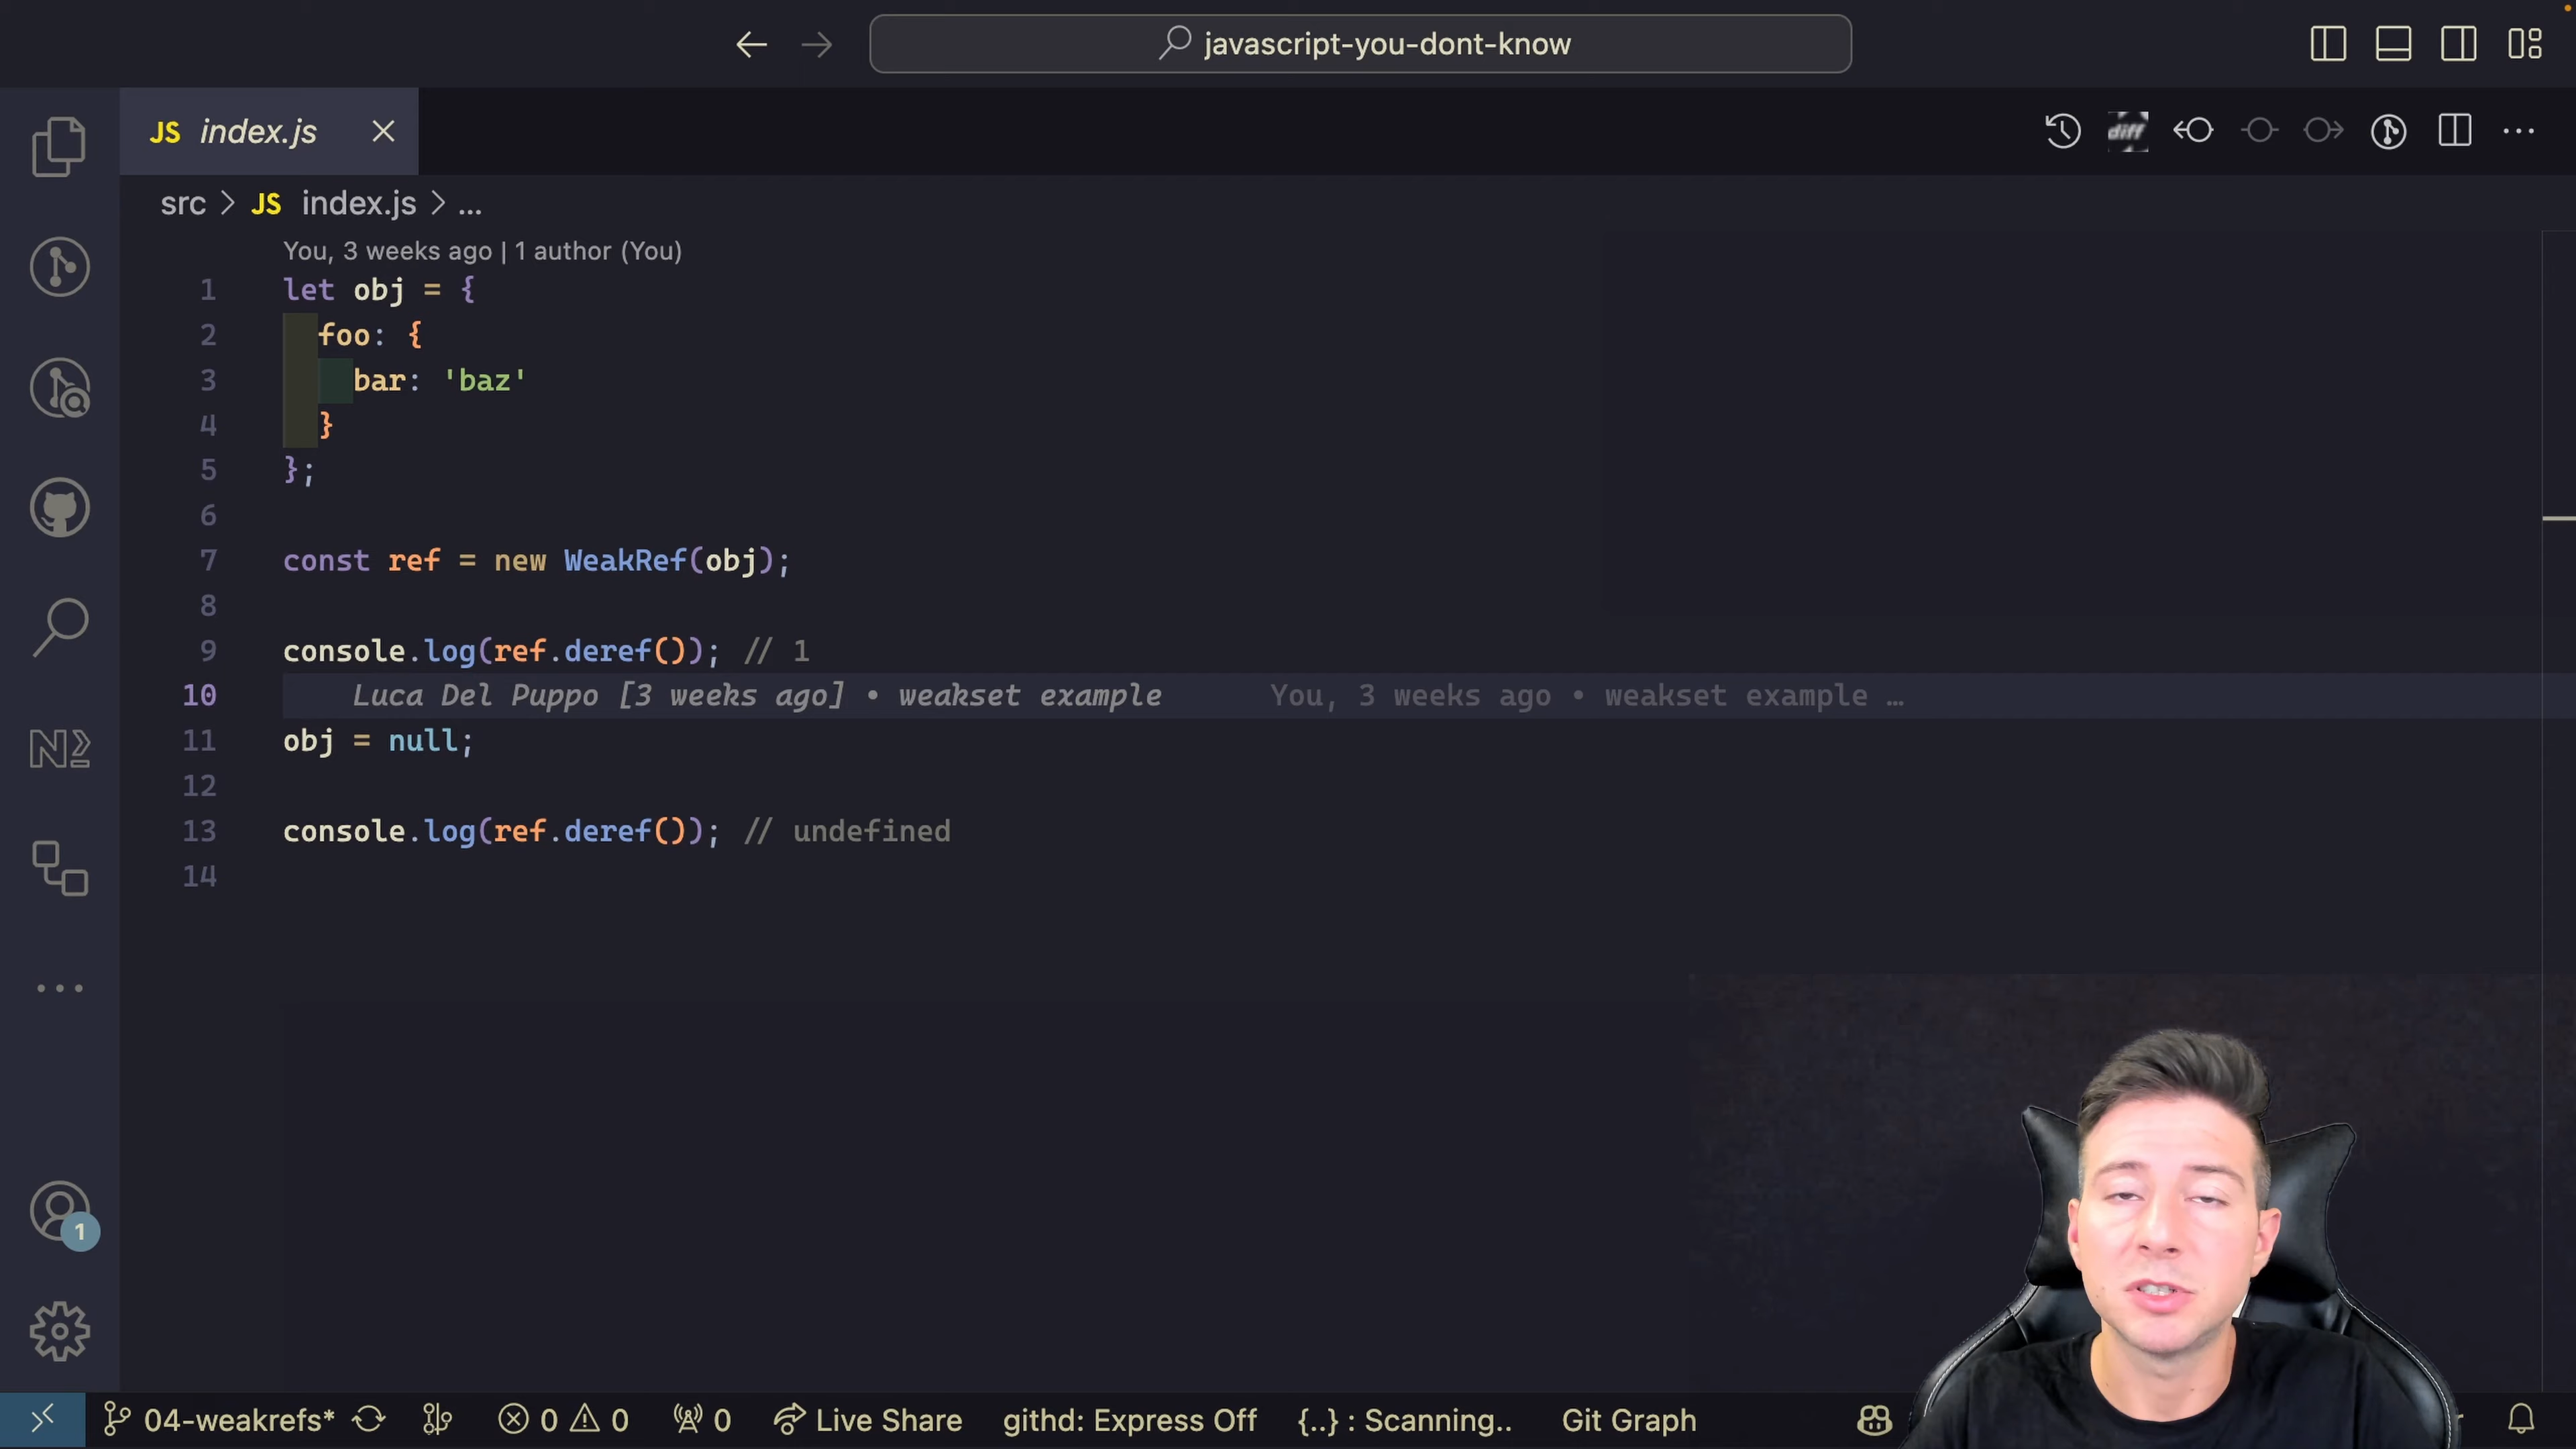 javascript-you-dont-know
JS index.js
diff
src > JS index.js > ...
You, 3 weeks ago | 1 author (You)
1 let obj = {
2 foo: {
3 bar: 'baz'
4 }
5 };
6
7 const ref = new WeakRef(obj);
8
9 console.log(ref.deref()); // 1
10 Luca Del Puppo [3 weeks ago] • weakset example You, 3 weeks ago • weakset example …
11 obj = null;
12
13 console.log(ref.deref()); // undefined
14
1
04-weakrefs* 0 0 0 Live Share githd: Express Off {..} : Scanning.. Git Graph